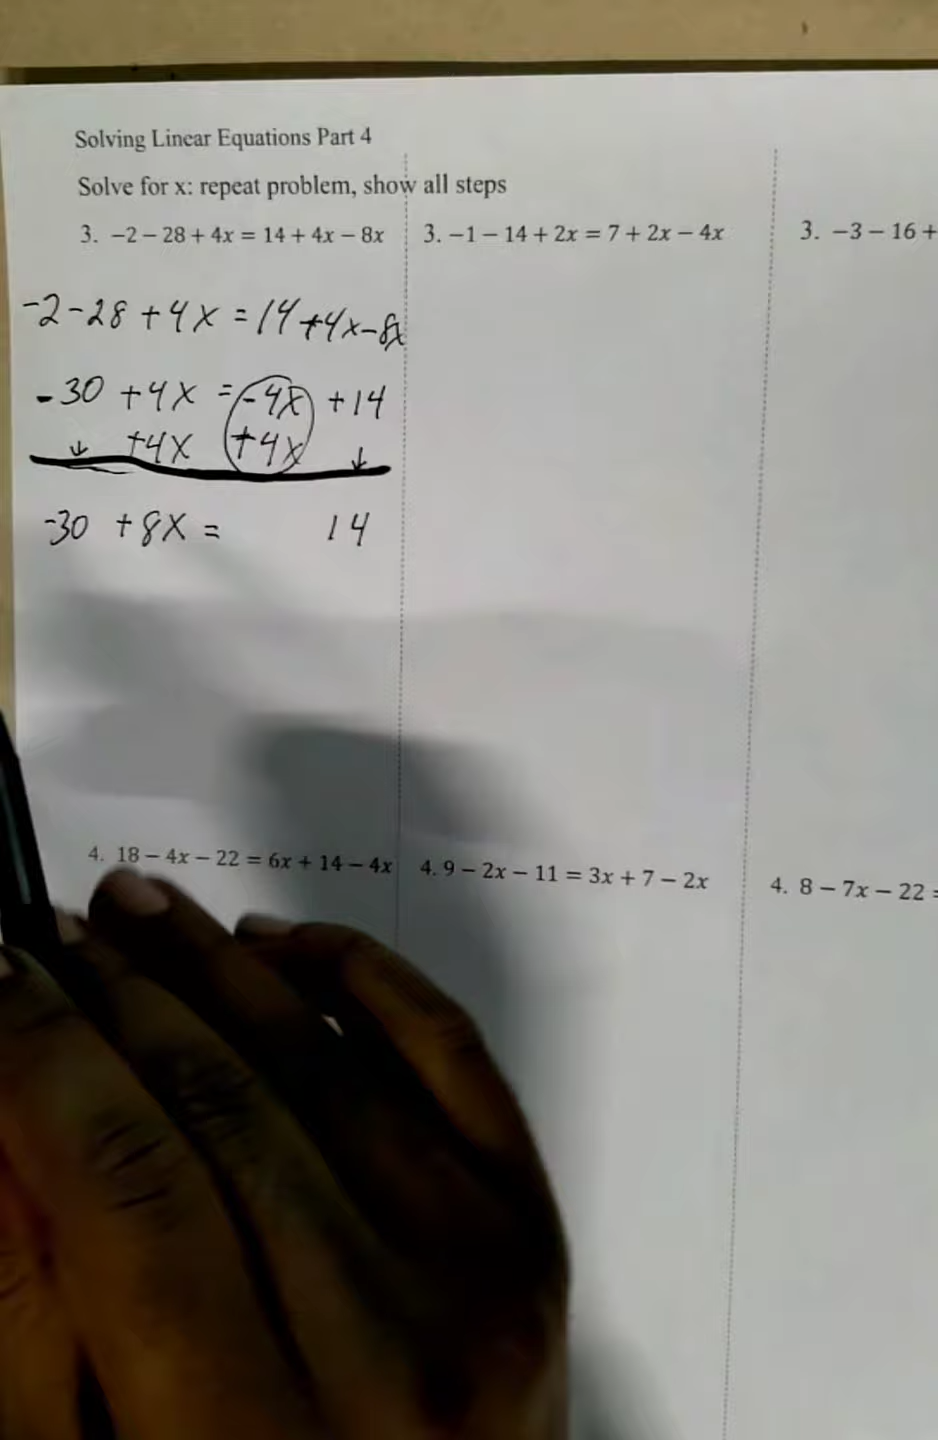 Solving Linear Equations Part 4
Solve for x: repeat problem, show all steps
3. −2 − 28 + 4x = 14 + 4x − 8x
3. −1 − 14 + 2x = 7 + 2x − 4x
3. −3 − 16 +
-2-28 +4x =14+4x-8x
-30 +4x = -4x +14
↓ +4x +4x ↓
-30 +8x = 14
4. 18 − 4x − 22 = 6x + 14 − 4x
4. 9 − 2x − 11 = 3x + 7 − 2x
4. 8 − 7x − 22 =